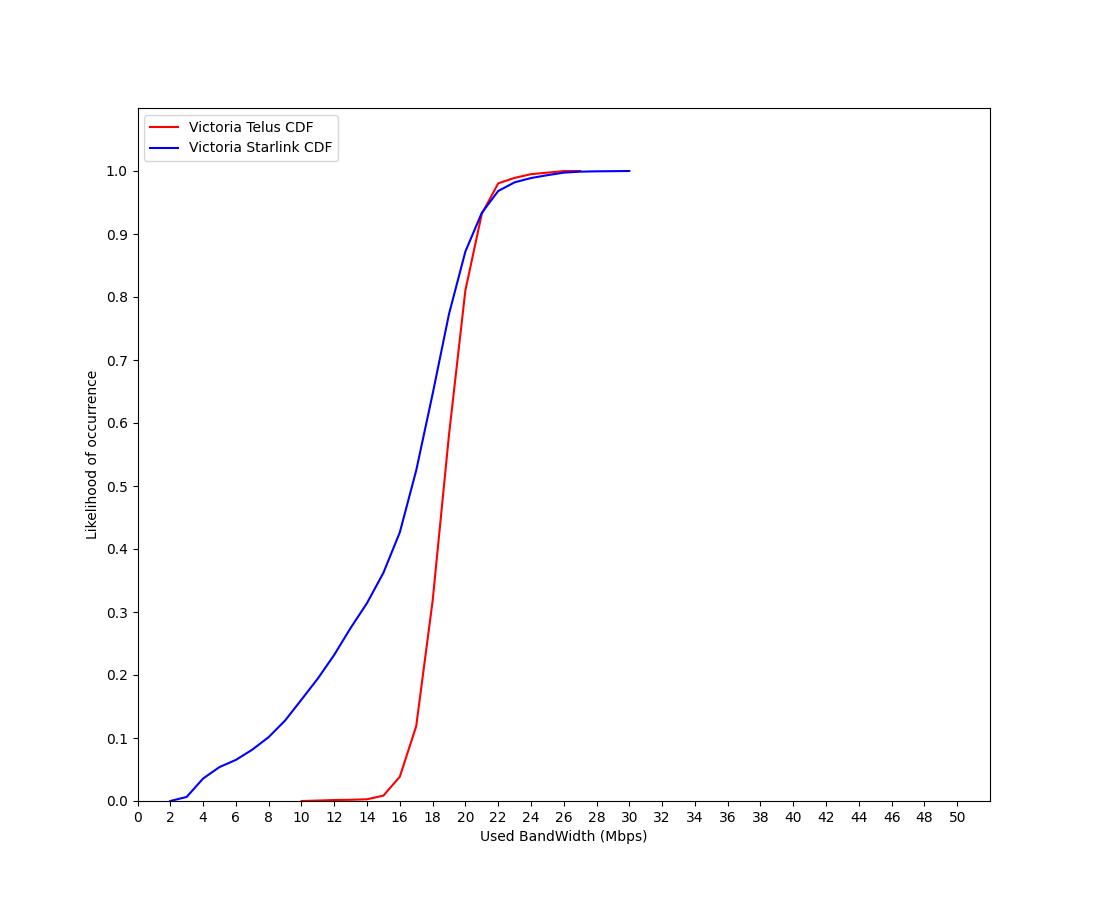 Victoria Telus CDF
Victoria Starlink CDF
1.0
0.9
0.8
0.7
0.6
0.5
0.4
0.3
0.2
0.1
0.0
Likelihood of occurrence
0 2 4 6 8 10 12 14 16 18 20 22 24 26 28 30 32 34 36 38 40 42 44 46 48 50
Used BandWidth (Mbps)